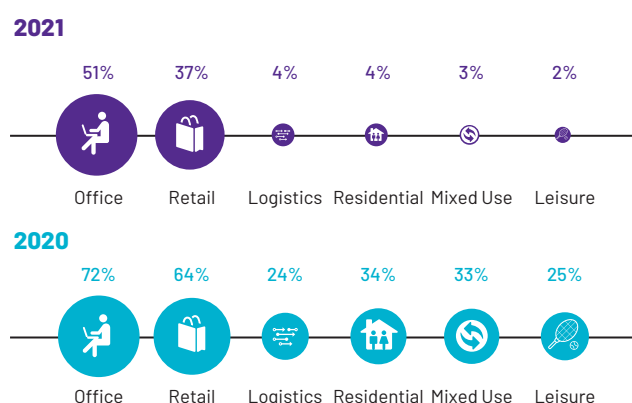 2021
51% 37% 4% 4% 3% 2%
Office Retail Logistics Residential Mixed Use Leisure
2020
72% 64% 24% 34% 33% 25%
Office Retail Logistics Residential Mixed Use Leisure